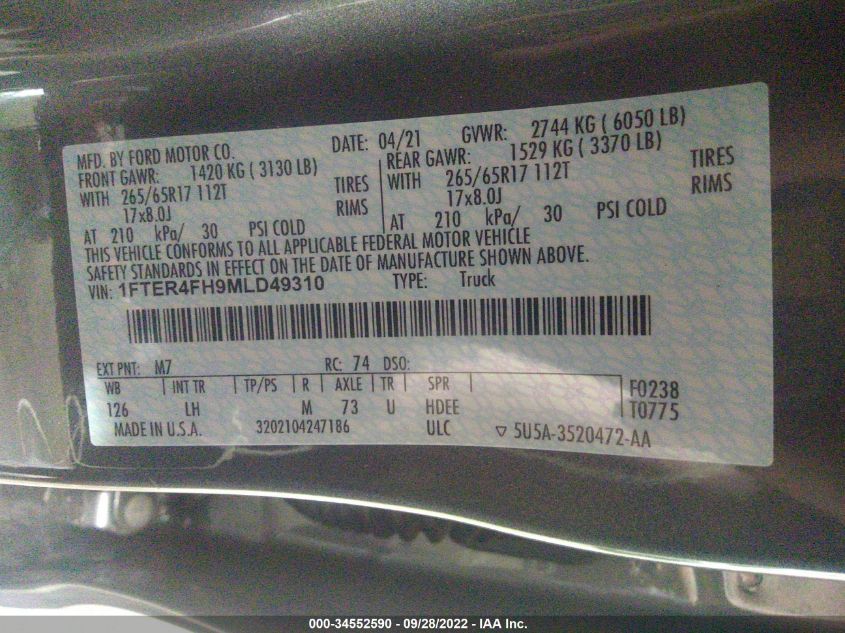 MFD. BY FORD MOTOR CO. DATE: 04/21 GVWR: 2744 KG ( 6050 LB)
FRONT GAWR: 1420 KG ( 3130 LB) REAR GAWR: 1529 KG ( 3370 LB)
WITH 265/65R17 112T TIRES WITH 265/65R17 112T TIRES
17x8.0J RIMS 17x8.0J RIMS
AT 210 kPa/ 30 PSI COLD AT 210 kPa/ 30 PSI COLD
THIS VEHICLE CONFORMS TO ALL APPLICABLE FEDERAL MOTOR VEHICLE
SAFETY STANDARDS IN EFFECT ON THE DATE OF MANUFACTURE SHOWN ABOVE.
VIN: 1FTER4FH9MLD49310 TYPE: Truck
EXT PNT: M7 RC: 74 DSO:
WB INT TR TP/PS R AXLE TR SPR F0238
126 LH M 73 U HDEE T0775
MADE IN U.S.A. 3202104247186 ULC ▽ 5U5A-3520472-AA
000-34552590 - 09/28/2022 - IAA Inc.